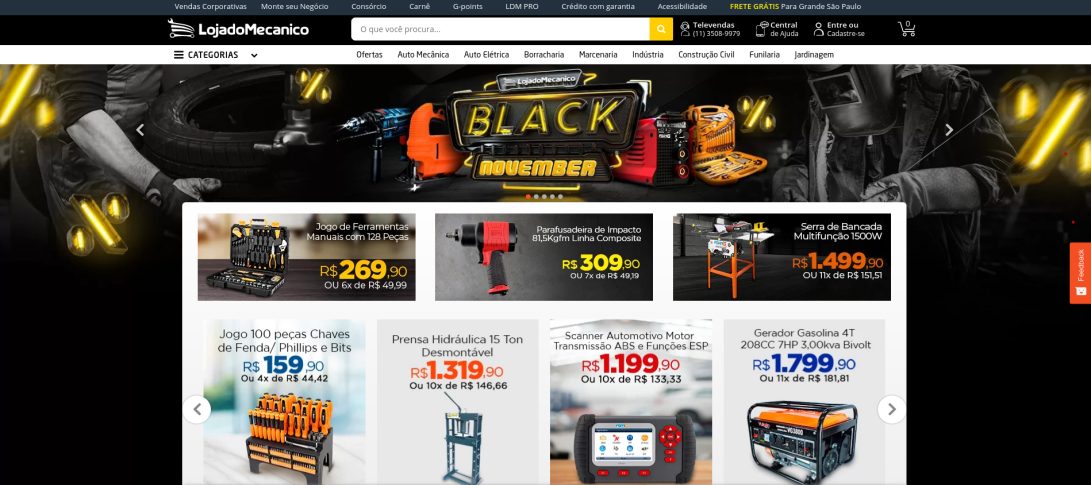 Vendas Corporativas Monte seu Negócio Consórcio Carnê G-points LDM PRO Crédito com garantia Acessibilidade FRETE GRÁTIS Para Grande São Paulo
LojadoMecanico
O que você procura...
Televendas
(11) 3508-9979
Central
de Ajuda
Entre ou
Cadastre-se
0
CATEGORIAS
Ofertas Auto Mecânica Auto Elétrica Borracharia Marcenaria Indústria Construção Civil Funilaria Jardinagem
LojadoMecanico
BLACK
NOVEMBER
Jogo de Ferramentas
Manuais com 128 Peças
R$269,90
OU 6x de R$ 49,99
Parafusadeira de Impacto
81,5Kgfm Linha Composite
R$ 309,90
OU 7x de R$ 49,19
Serra de Bancada
Multifunção 1500W
R$1.499,90
OU 11x de R$ 151,51
Feedback
Jogo 100 peças Chaves
de Fenda/ Phillips e Bits
R$ 159,90
Ou 4x de R$ 44,42
Prensa Hidráulica 15 Ton
Desmontável
R$1.319,90
Ou 10x de R$ 146,66
Scanner Automotivo Motor
Transmissão ABS e Funções ESP
R$1.199,90
Ou 10x de R$ 133,33
Gerador Gasolina 4T
208CC 7HP 3,00kva Bivolt
R$1.799,90
Ou 11x de R$ 181,81